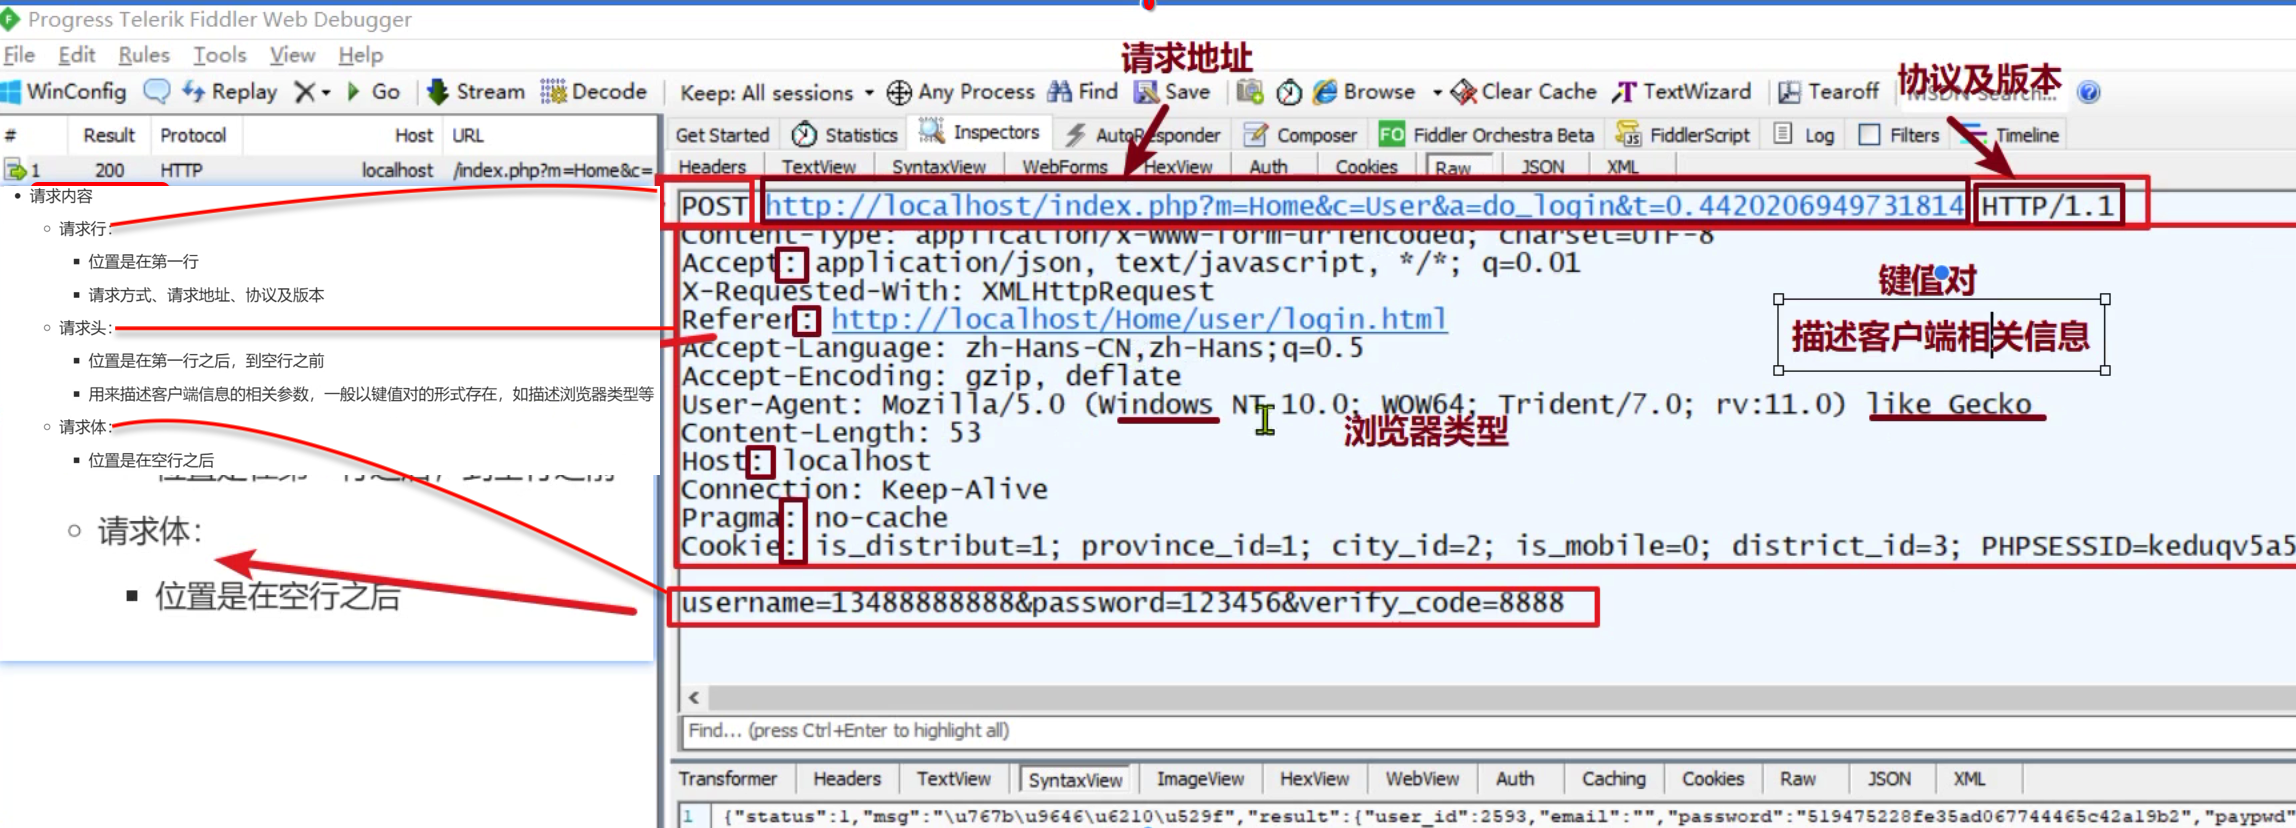 Progress Telerik Fiddler Web Debugger
File Edit Rules Tools View Help
请求地址
协议及版本
WinConfig Replay Go Stream Decode Keep: All sessions Any Process Find Save Browse Clear Cache TextWizard Tearoff MSDN Search...
# Result Protocol Host URL
Get Started Statistics Inspectors AutoResponder Composer FO Fiddler Orchestra Beta FiddlerScript Log Filters Timeline
1 200 HTTP localhost /index.php?m=Home&c=
Headers TextView SyntaxView WebForms HexView Auth Cookies Raw JSON XML
请求内容
请求行:
位置是在第一行
请求方式、请求地址、协议及版本
请求头:
位置是在第一行之后，到空行之前
用来描述客户端信息的相关参数，一般以键值对的形式存在，如描述浏览器类型等
请求体:
位置是在空行之后
位置是在第一行之后，到空行之前
请求体:
位置是在空行之后
POST http://localhost/index.php?m=Home&c=User&a=do_login&t=0.4420206949731814 HTTP/1.1
Content-Type: application/x-www-form-urlencoded; charset=UTF-8
Accept: application/json, text/javascript, */*; q=0.01
X-Requested-With: XMLHttpRequest
Referer: http://localhost/Home/user/login.html
Accept-Language: zh-Hans-CN,zh-Hans;q=0.5
Accept-Encoding: gzip, deflate
User-Agent: Mozilla/5.0 (Windows NT 10.0; WOW64; Trident/7.0; rv:11.0) like Gecko
Content-Length: 53
Host: localhost
Connection: Keep-Alive
Pragma: no-cache
Cookie: is_distribut=1; province_id=1; city_id=2; is_mobile=0; district_id=3; PHPSESSID=keduqv5a5
键值对
描述客户端相关信息
浏览器类型
username=13488888888&password=123456&verify_code=8888
Find... (press Ctrl+Enter to highlight all)
Transformer Headers TextView SyntaxView ImageView HexView WebView Auth Caching Cookies Raw JSON XML
1 {"status":1,"msg":"\u767b\u9646\u6210\u529f","result":{"user_id":2593,"email":"","password":"519475228fe35ad067744465c42a19b2","paypwd"